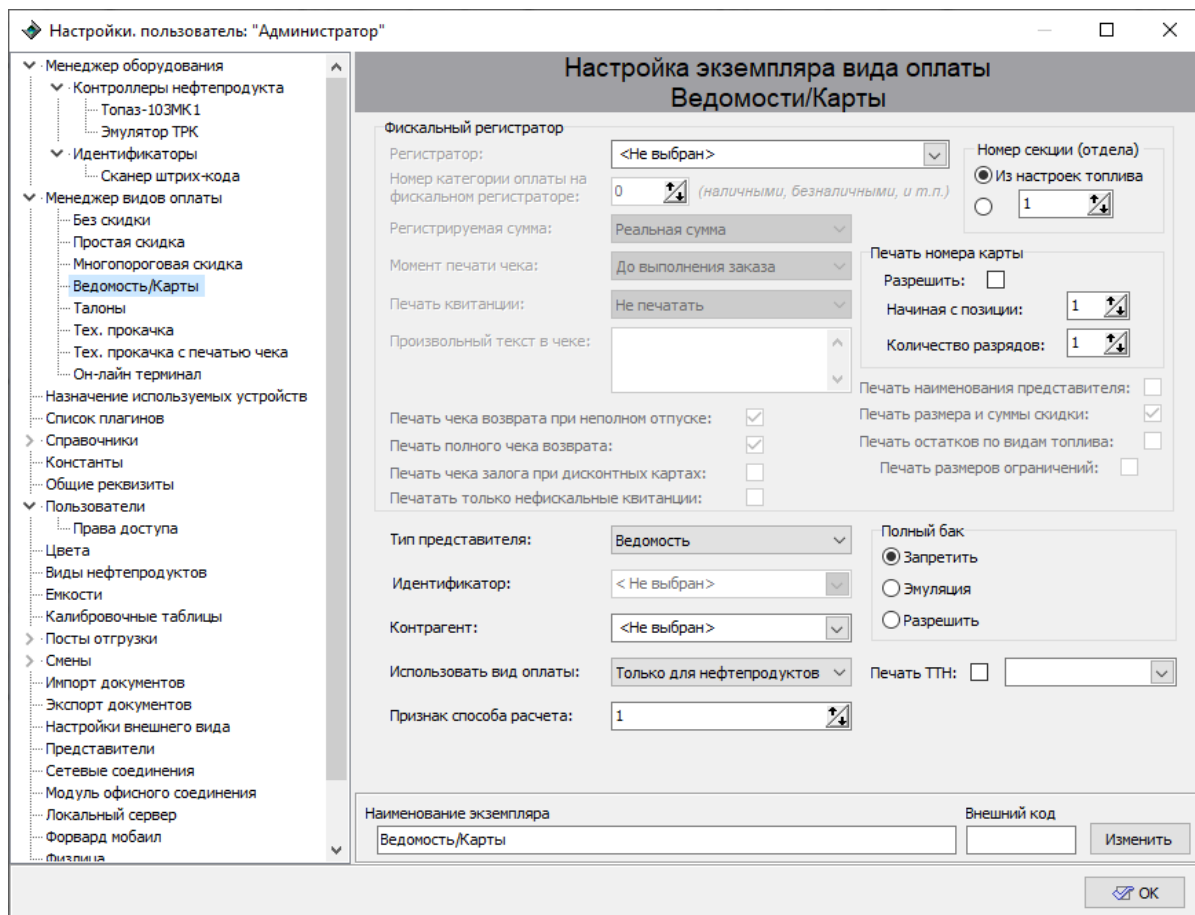 Настройки. пользователь: "Администратор"
Менеджер оборудования
Контроллеры нефтепродукта
Топаз-103МК1
Эмулятор ТРК
Идентификаторы
Сканер штрих-кода
Менеджер видов оплаты
Без скидки
Простая скидка
Многопороговая скидка
Ведомость/Карты
Талоны
Тех. прокачка
Тех. прокачка с печатью чека
Он-лайн терминал
Назначение используемых устройств
Список плагинов
Справочники
Константы
Общие реквизиты
Пользователи
Права доступа
Цвета
Виды нефтепродуктов
Емкости
Калибровочные таблицы
Посты отгрузки
Смены
Импорт документов
Экспорт документов
Настройки внешнего вида
Представители
Сетевые соединения
Модуль офисного соединения
Локальный сервер
Форвард мобаил
Физлица
Настройка экземпляра вида оплаты
Ведомости/Карты
Фискальный регистратор
Регистратор: <Не выбран>
Номер категории оплаты на
фискальном регистраторе: 0 (наличными, безналичными, и т.п.)
Регистрируемая сумма: Реальная сумма
Момент печати чека: До выполнения заказа
Печать квитанции: Не печатать
Произвольный текст в чеке:
Печать чека возврата при неполном отпуске:
Печать полного чека возврата:
Печать чека залога при дисконтных картах:
Печатать только нефискальные квитанции:
Номер секции (отдела)
Из настроек топлива
1
Печать номера карты
Разрешить:
Начиная с позиции: 1
Количество разрядов: 1
Печать наименования представителя:
Печать размера и суммы скидки:
Печать остатков по видам топлива:
Печать размеров ограничений:
Тип представителя: Ведомость
Идентификатор: < Не выбран>
Контрагент: <Не выбран>
Использовать вид оплаты: Только для нефтепродуктов
Признак способа расчета: 1
Полный бак
Запретить
Эмуляция
Разрешить
Печать ТТН:
Наименование экземпляра
Ведомость/Карты
Внешний код
Изменить
OK